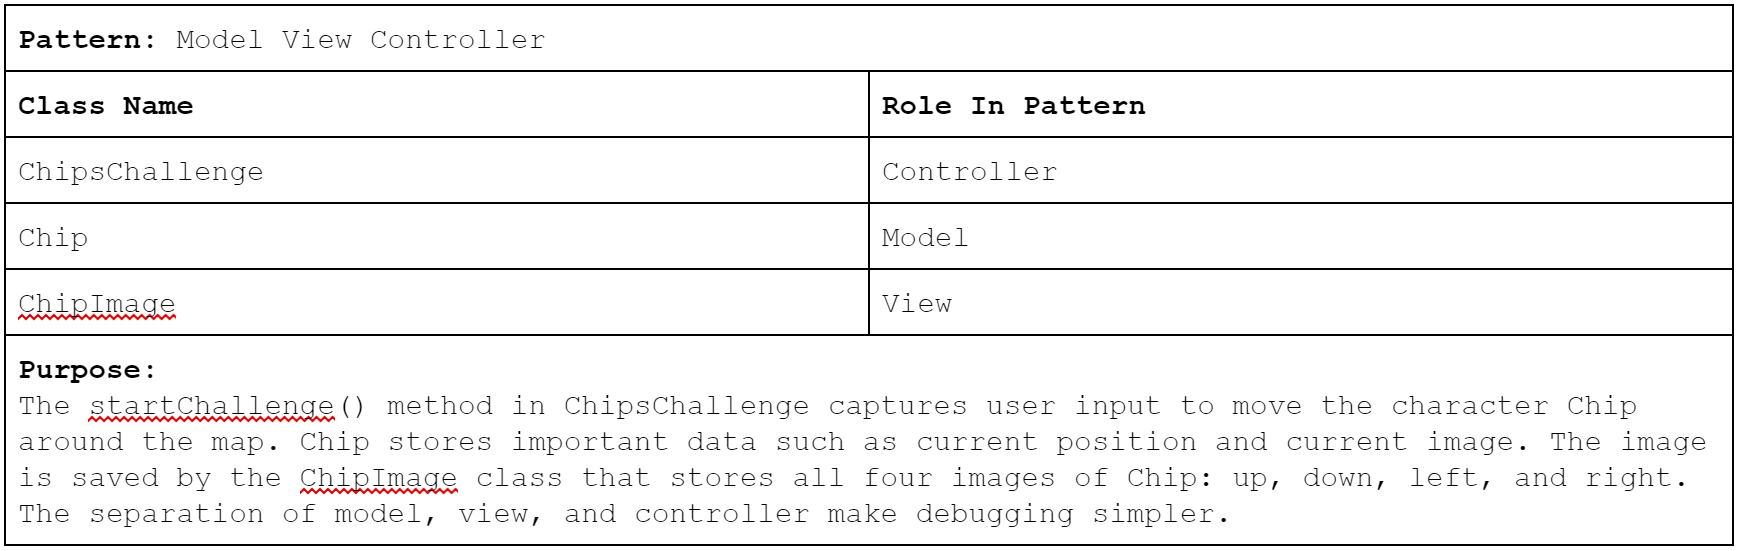 Pattern: Model View Controller
Class Name
Role In Pattern
ChipsChallenge
Controller
Chip
Model
ChipImage
View
Purpose:
The startChallenge() method in ChipsChallenge captures user input to move the character Chip
around the map. Chip stores important data such as current position and current image. The image
is saved by the ChipImage class that stores all four images of Chip: up, down, left, and right.
The separation of model, view, and controller make debugging simpler.